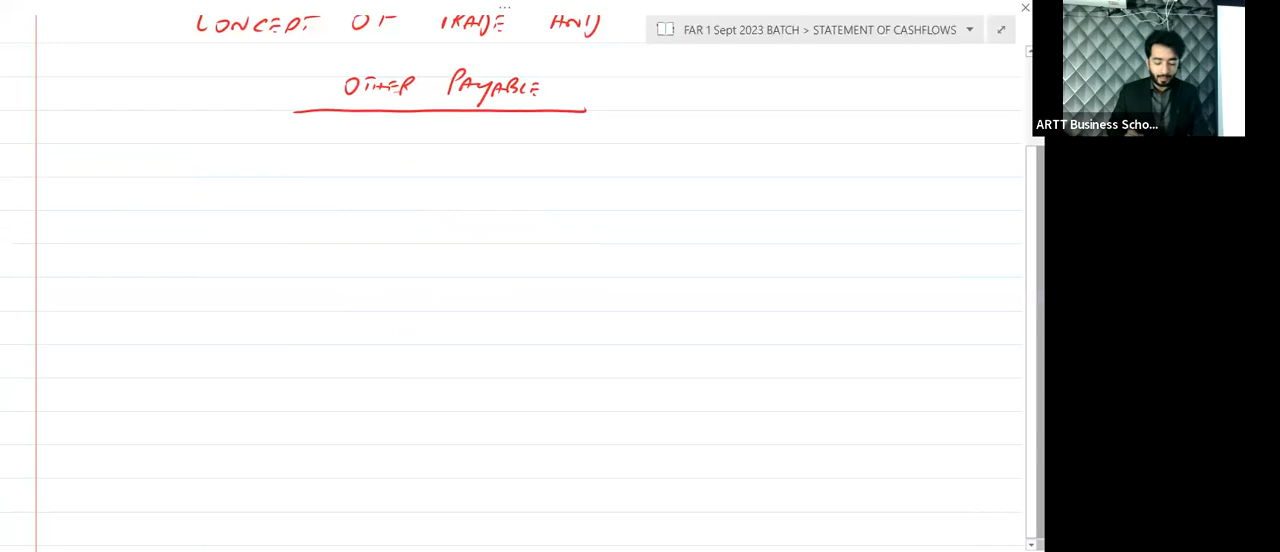 CONCEPT OF TRADE AND
OTHER PAYABLE
FAR 1 Sept 2023 BATCH > STATEMENT OF CASHFLOWS
ARTT Business Scho...